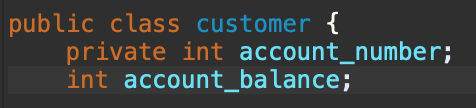 public class customer {
    private int account_number;
    int account_balance;